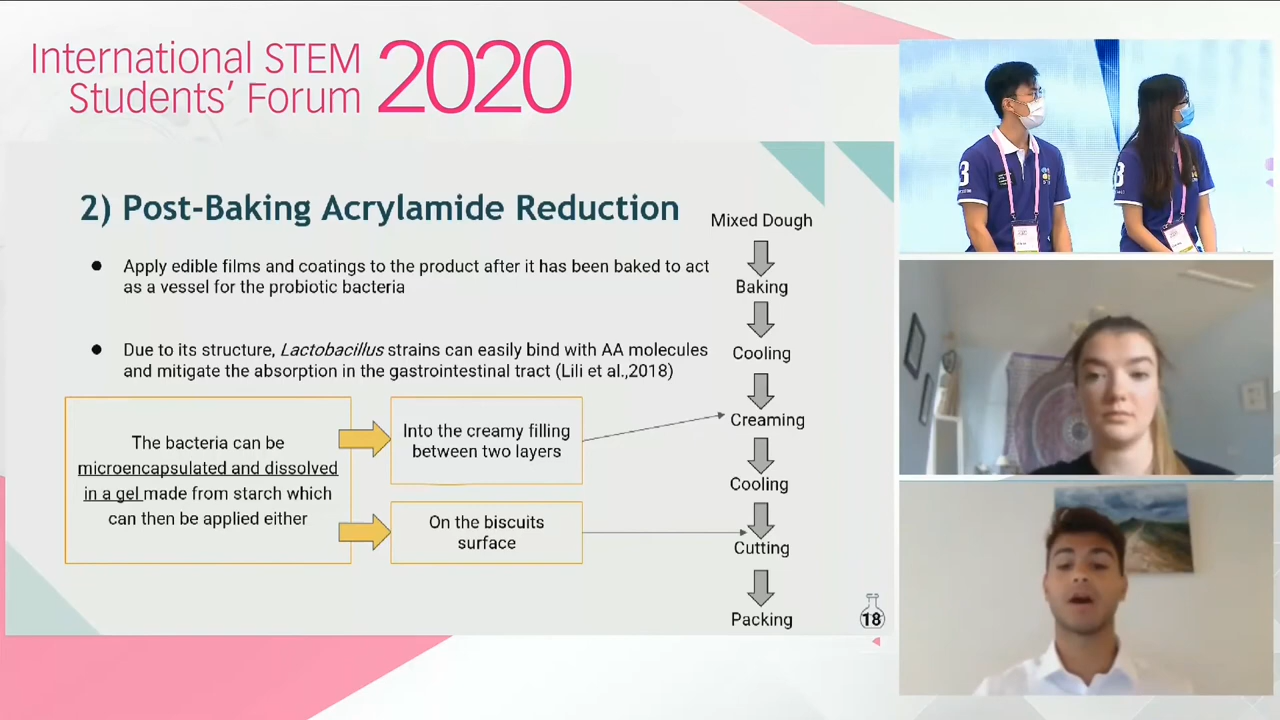 International STEM
Students' Forum
2020
2) Post-Baking Acrylamide Reduction
Apply edible films and coatings to the product after it has been baked to act
as a vessel for the probiotic bacteria
Due to its structure, Lactobacillus strains can easily bind with AA molecules
and mitigate the absorption in the gastrointestinal tract (Lili et al.,2018)
The bacteria can be
microencapsulated and dissolved
in a gel made from starch which
can then be applied either
Into the creamy filling
between two layers
On the biscuits
surface
Mixed Dough
Baking
Cooling
Creaming
Cooling
Cutting
Packing
18
3
3